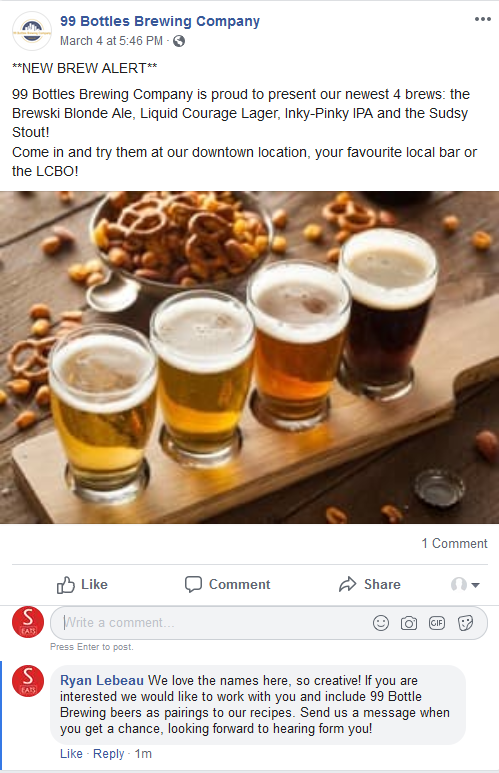 99 Bottles Brewing Company
March 4 at 5:46 PM ·
**NEW BREW ALERT**
99 Bottles Brewing Company is proud to present our newest 4 brews: the
Brewski Blonde Ale, Liquid Courage Lager, Inky-Pinky IPA and the Sudsy
Stout!
Come in and try them at our downtown location, your favourite local bar or
the LCBO!
1 Comment
Like Comment Share
S
EATS
Write a comment...
GIF
Press Enter to post.
S
EATS
Ryan Lebeau We love the names here, so creative! If you are
interested we would like to work with you and include 99 Bottle
Brewing beers as pairings to our recipes. Send us a message when
you get a chance, looking forward to hearing form you!
Like · Reply · 1m